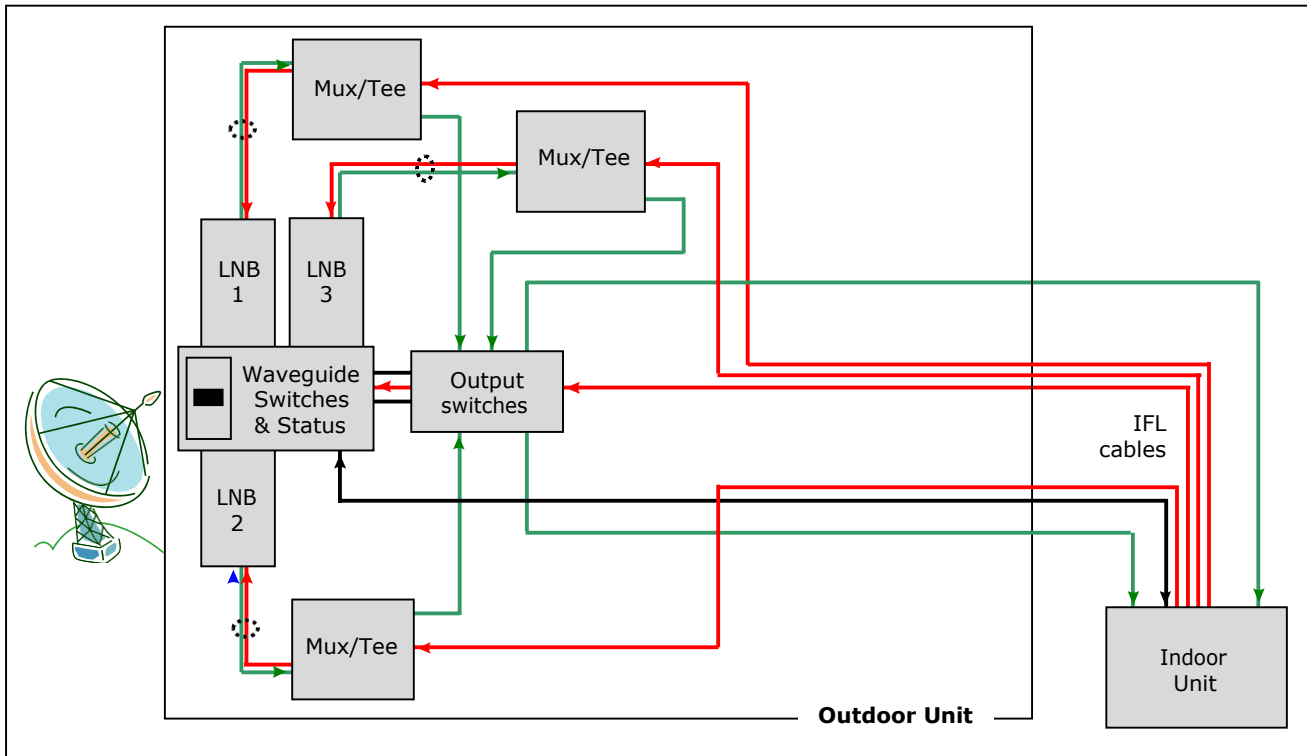 Mux/Tee
Mux/Tee
LNB
1
LNB
3
Waveguide
Switches
& Status
Output
switches
IFL
cables
LNB
2
Mux/Tee
Indoor
Unit
Outdoor Unit